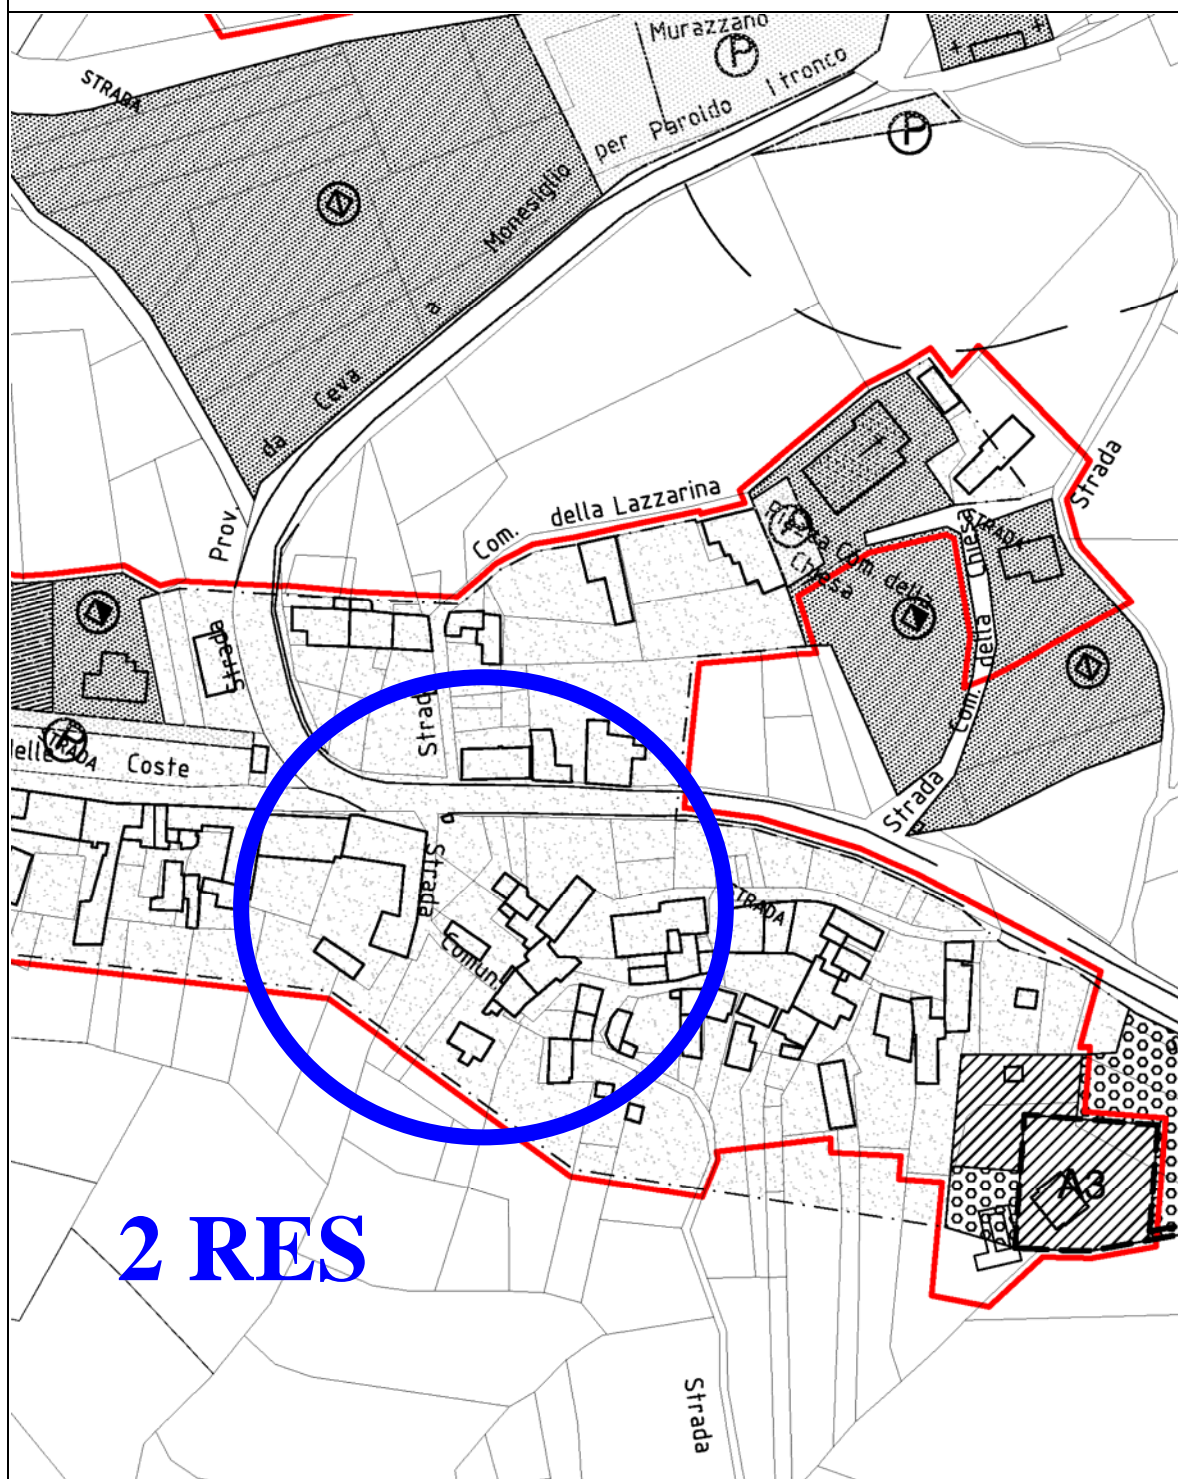 STRADA
Murazzano
P
per Paroldo I tronco
P
Prov. da Ceva a Monesiglio
Com. della Lazzarina
Strada
STRADA
P
Com. della
Chiesa
Strada Com. della Chiesa
Strada
Strada
P
STRADA
delle Coste
Strada
STRADA
Comun.
A3
2 RES
Strada